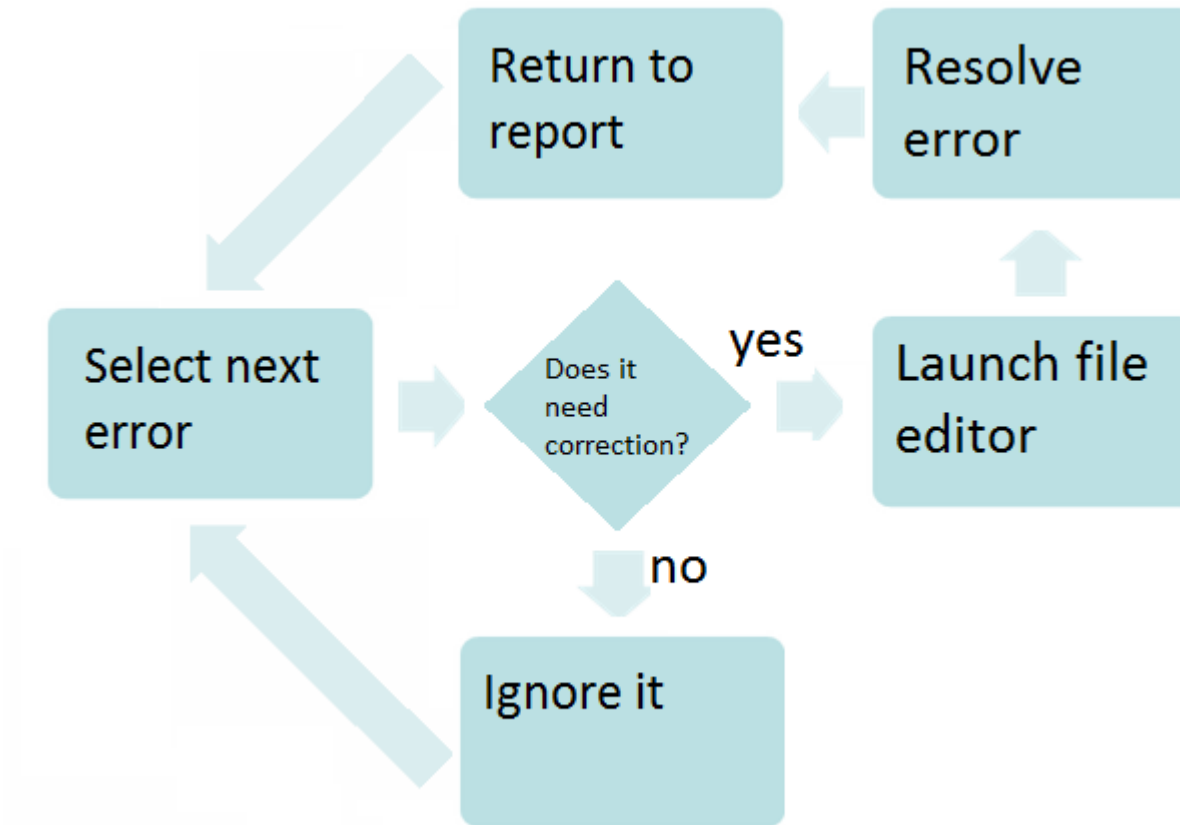 Return to
report
Resolve
error
Select next
error
Does it
need
correction?
yes
Launch file
editor
no
Ignore it